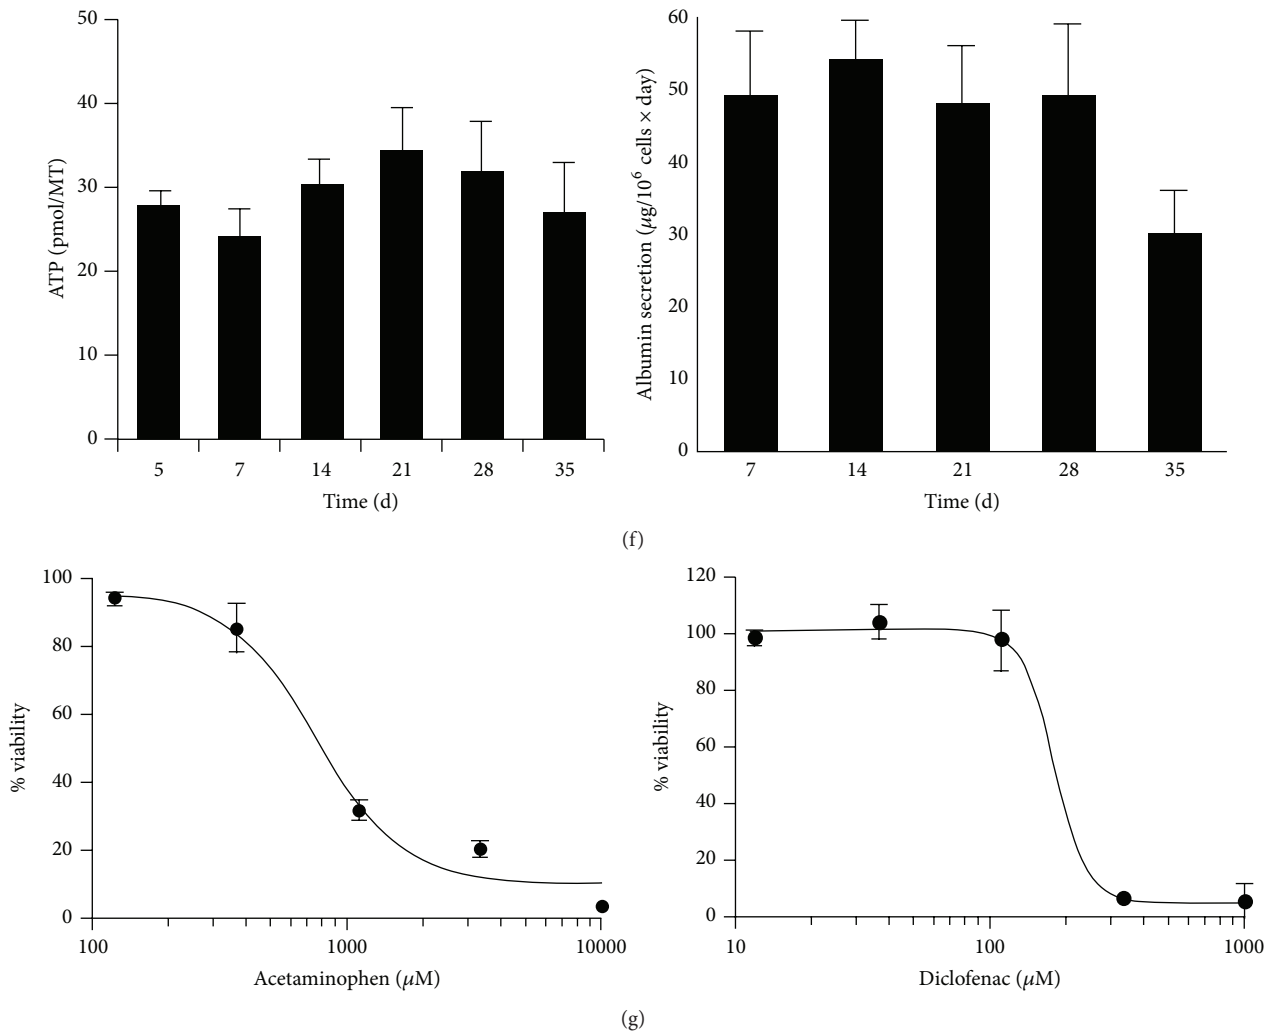 50
40
30
20
10
0
ATP (pmol/MT)
5 7 14 21 28 35
Time (d)
60
50
40
30
20
10
0
Albumin secretion (μg/10⁶ cells × day)
7 14 21 28 35
Time (d)
(f)
100
80
60
40
20
0
% viability
100 1000 10000
Acetaminophen (μM)
120
100
80
60
40
20
0
% viability
10 100 1000
Diclofenac (μM)
(g)